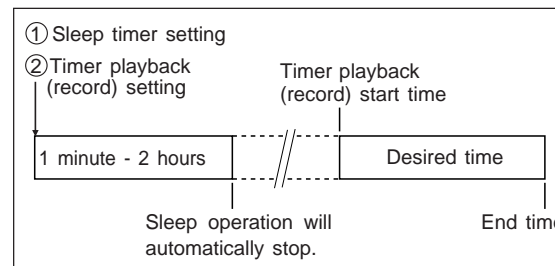 ① Sleep timer setting
② Timer playback
(record) setting
Timer playback
(record) start time
1 minute - 2 hours
Desired time
Sleep operation will
automatically stop.
End time